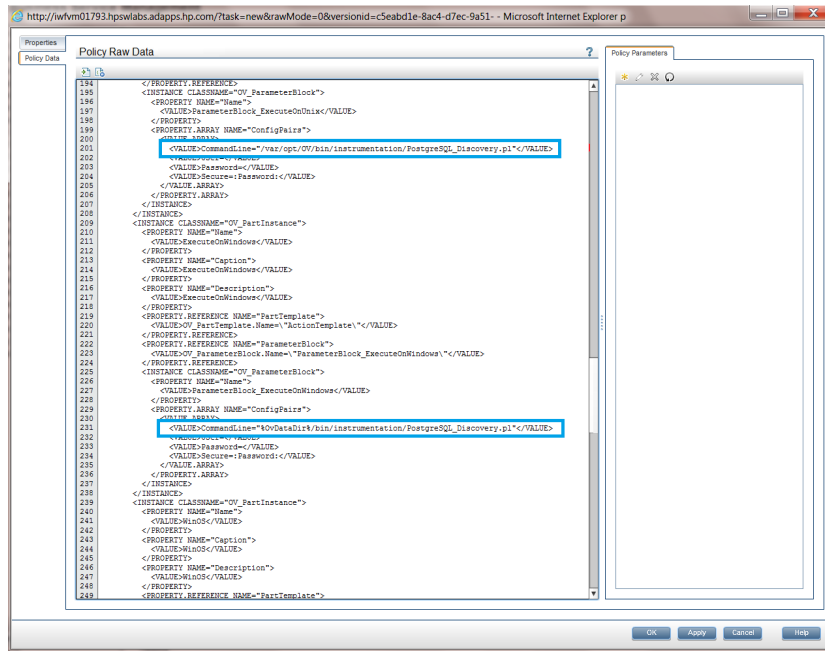 http://iwfvm01793.hpswlabs.adapps.hp.com/?task=new&rawMode=0&versionid=c5eabd1e-8ac4-d7ec-9a51- - Microsoft Internet Explorer p
Properties
Policy Data
Policy Raw Data
?
Policy Parameters
194 </PROPERTY.REFERENCE>
195 <INSTANCE CLASSNAME="OV_ParameterBlock">
196 <PROPERTY NAME="Name">
197 <VALUE>ParameterBlock_ExecuteOnUnix</VALUE>
198 </PROPERTY>
199 <PROPERTY.ARRAY NAME="ConfigPairs">
200 <VALUE.ARRAY>
201 <VALUE>CommandLine="/var/opt/OV/bin/instrumentation/PostgreSQL_Discovery.pl"</VALUE>
202 <VALUE>User=</VALUE>
203 <VALUE>Password=</VALUE>
204 <VALUE>Secure=:Password:</VALUE>
205 </VALUE.ARRAY>
206 </PROPERTY.ARRAY>
207 </INSTANCE>
208 </INSTANCE>
209 <INSTANCE CLASSNAME="OV_PartInstance">
210 <PROPERTY NAME="Name">
211 <VALUE>ExecuteOnWindows</VALUE>
212 </PROPERTY>
213 <PROPERTY NAME="Caption">
214 <VALUE>ExecuteOnWindows</VALUE>
215 </PROPERTY>
216 <PROPERTY NAME="Description">
217 <VALUE>ExecuteOnWindows</VALUE>
218 </PROPERTY>
219 <PROPERTY.REFERENCE NAME="PartTemplate">
220 <VALUE>OV_PartTemplate.Name=\"ActionTemplate\"</VALUE>
221 </PROPERTY.REFERENCE>
222 <PROPERTY.REFERENCE NAME="ParameterBlock">
223 <VALUE>OV_ParameterBlock.Name=\"ParameterBlock_ExecuteOnWindows\"</VALUE>
224 </PROPERTY.REFERENCE>
225 <INSTANCE CLASSNAME="OV_ParameterBlock">
226 <PROPERTY NAME="Name">
227 <VALUE>ParameterBlock_ExecuteOnWindows</VALUE>
228 </PROPERTY>
229 <PROPERTY.ARRAY NAME="ConfigPairs">
230 <VALUE.ARRAY>
231 <VALUE>CommandLine="%OvDataDir%/bin/instrumentation/PostgreSQL_Discovery.pl"</VALUE>
232 <VALUE>User=</VALUE>
233 <VALUE>Password=</VALUE>
234 <VALUE>Secure=:Password:</VALUE>
235 </VALUE.ARRAY>
236 </PROPERTY.ARRAY>
237 </INSTANCE>
238 </INSTANCE>
239 <INSTANCE CLASSNAME="OV_PartInstance">
240 <PROPERTY NAME="Name">
241 <VALUE>WinOS</VALUE>
242 </PROPERTY>
243 <PROPERTY NAME="Caption">
244 <VALUE>WinOS</VALUE>
245 </PROPERTY>
246 <PROPERTY NAME="Description">
247 <VALUE>WinOS</VALUE>
248 </PROPERTY>
249 <PROPERTY.REFERENCE NAME="PartTemplate">
OK
Apply
Cancel
Help